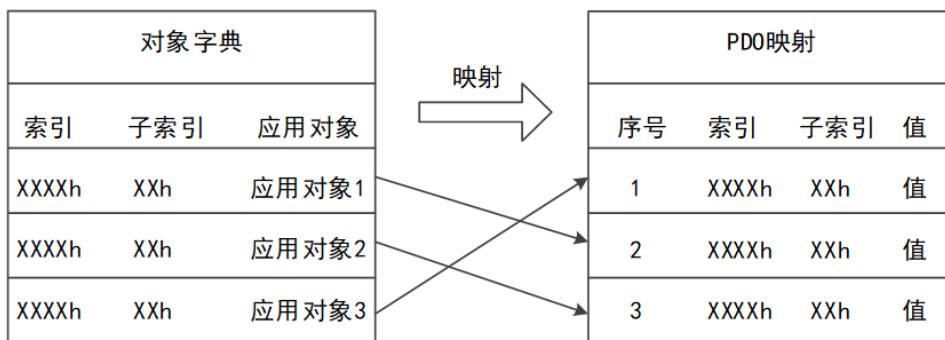 对象字典
索引 子索引 应用对象
XXXXh XXh 应用对象1
XXXXh XXh 应用对象2
XXXXh XXh 应用对象3
映射
PDO映射
序号 索引 子索引 值
1 XXXXh XXh 值
2 XXXXh XXh 值
3 XXXXh XXh 值